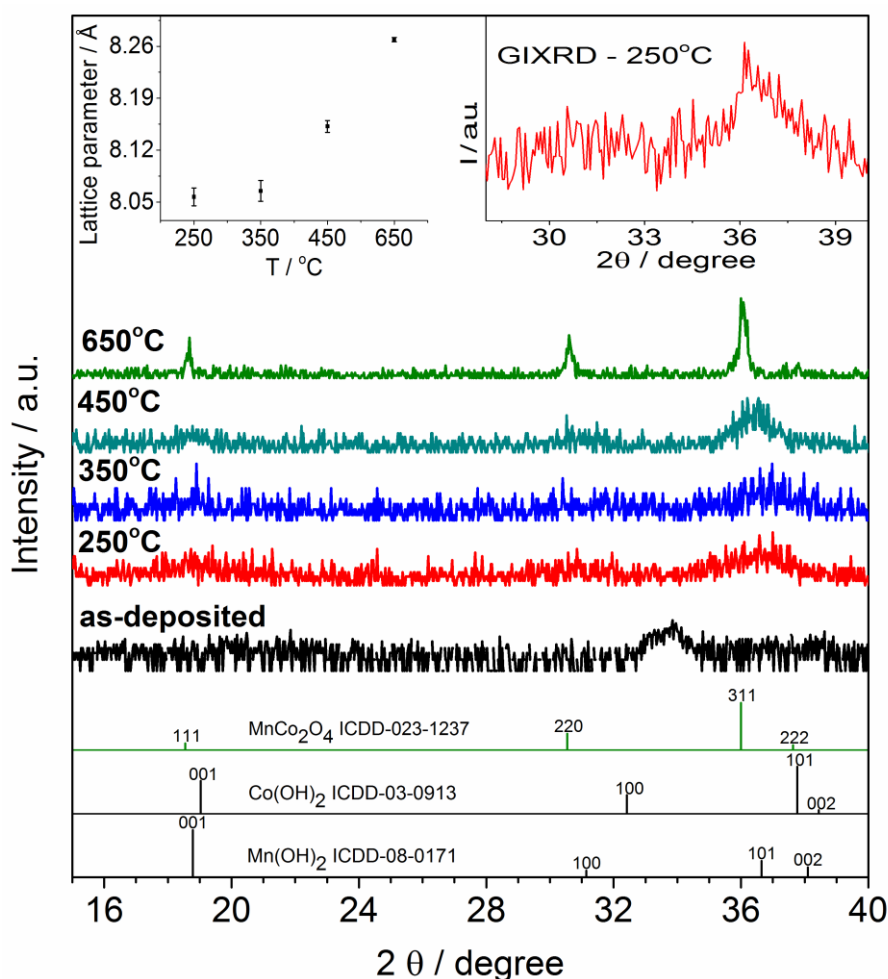 8.26
8.19
8.12
8.05
Lattice parameter / Å
250 350 450 650
T / °C
GIXRD - 250°C
I / au.
30 33 36 39
2θ / degree
650°C
450°C
350°C
250°C
as-deposited
Intensity / a.u.
111 MnCo₂O₄ ICDD-023-1237 220 311 222
001 Co(OH)₂ ICDD-03-0913 100 101 002
001 Mn(OH)₂ ICDD-08-0171 100 101 002
16 20 24 28 32 36 40
2 θ / degree